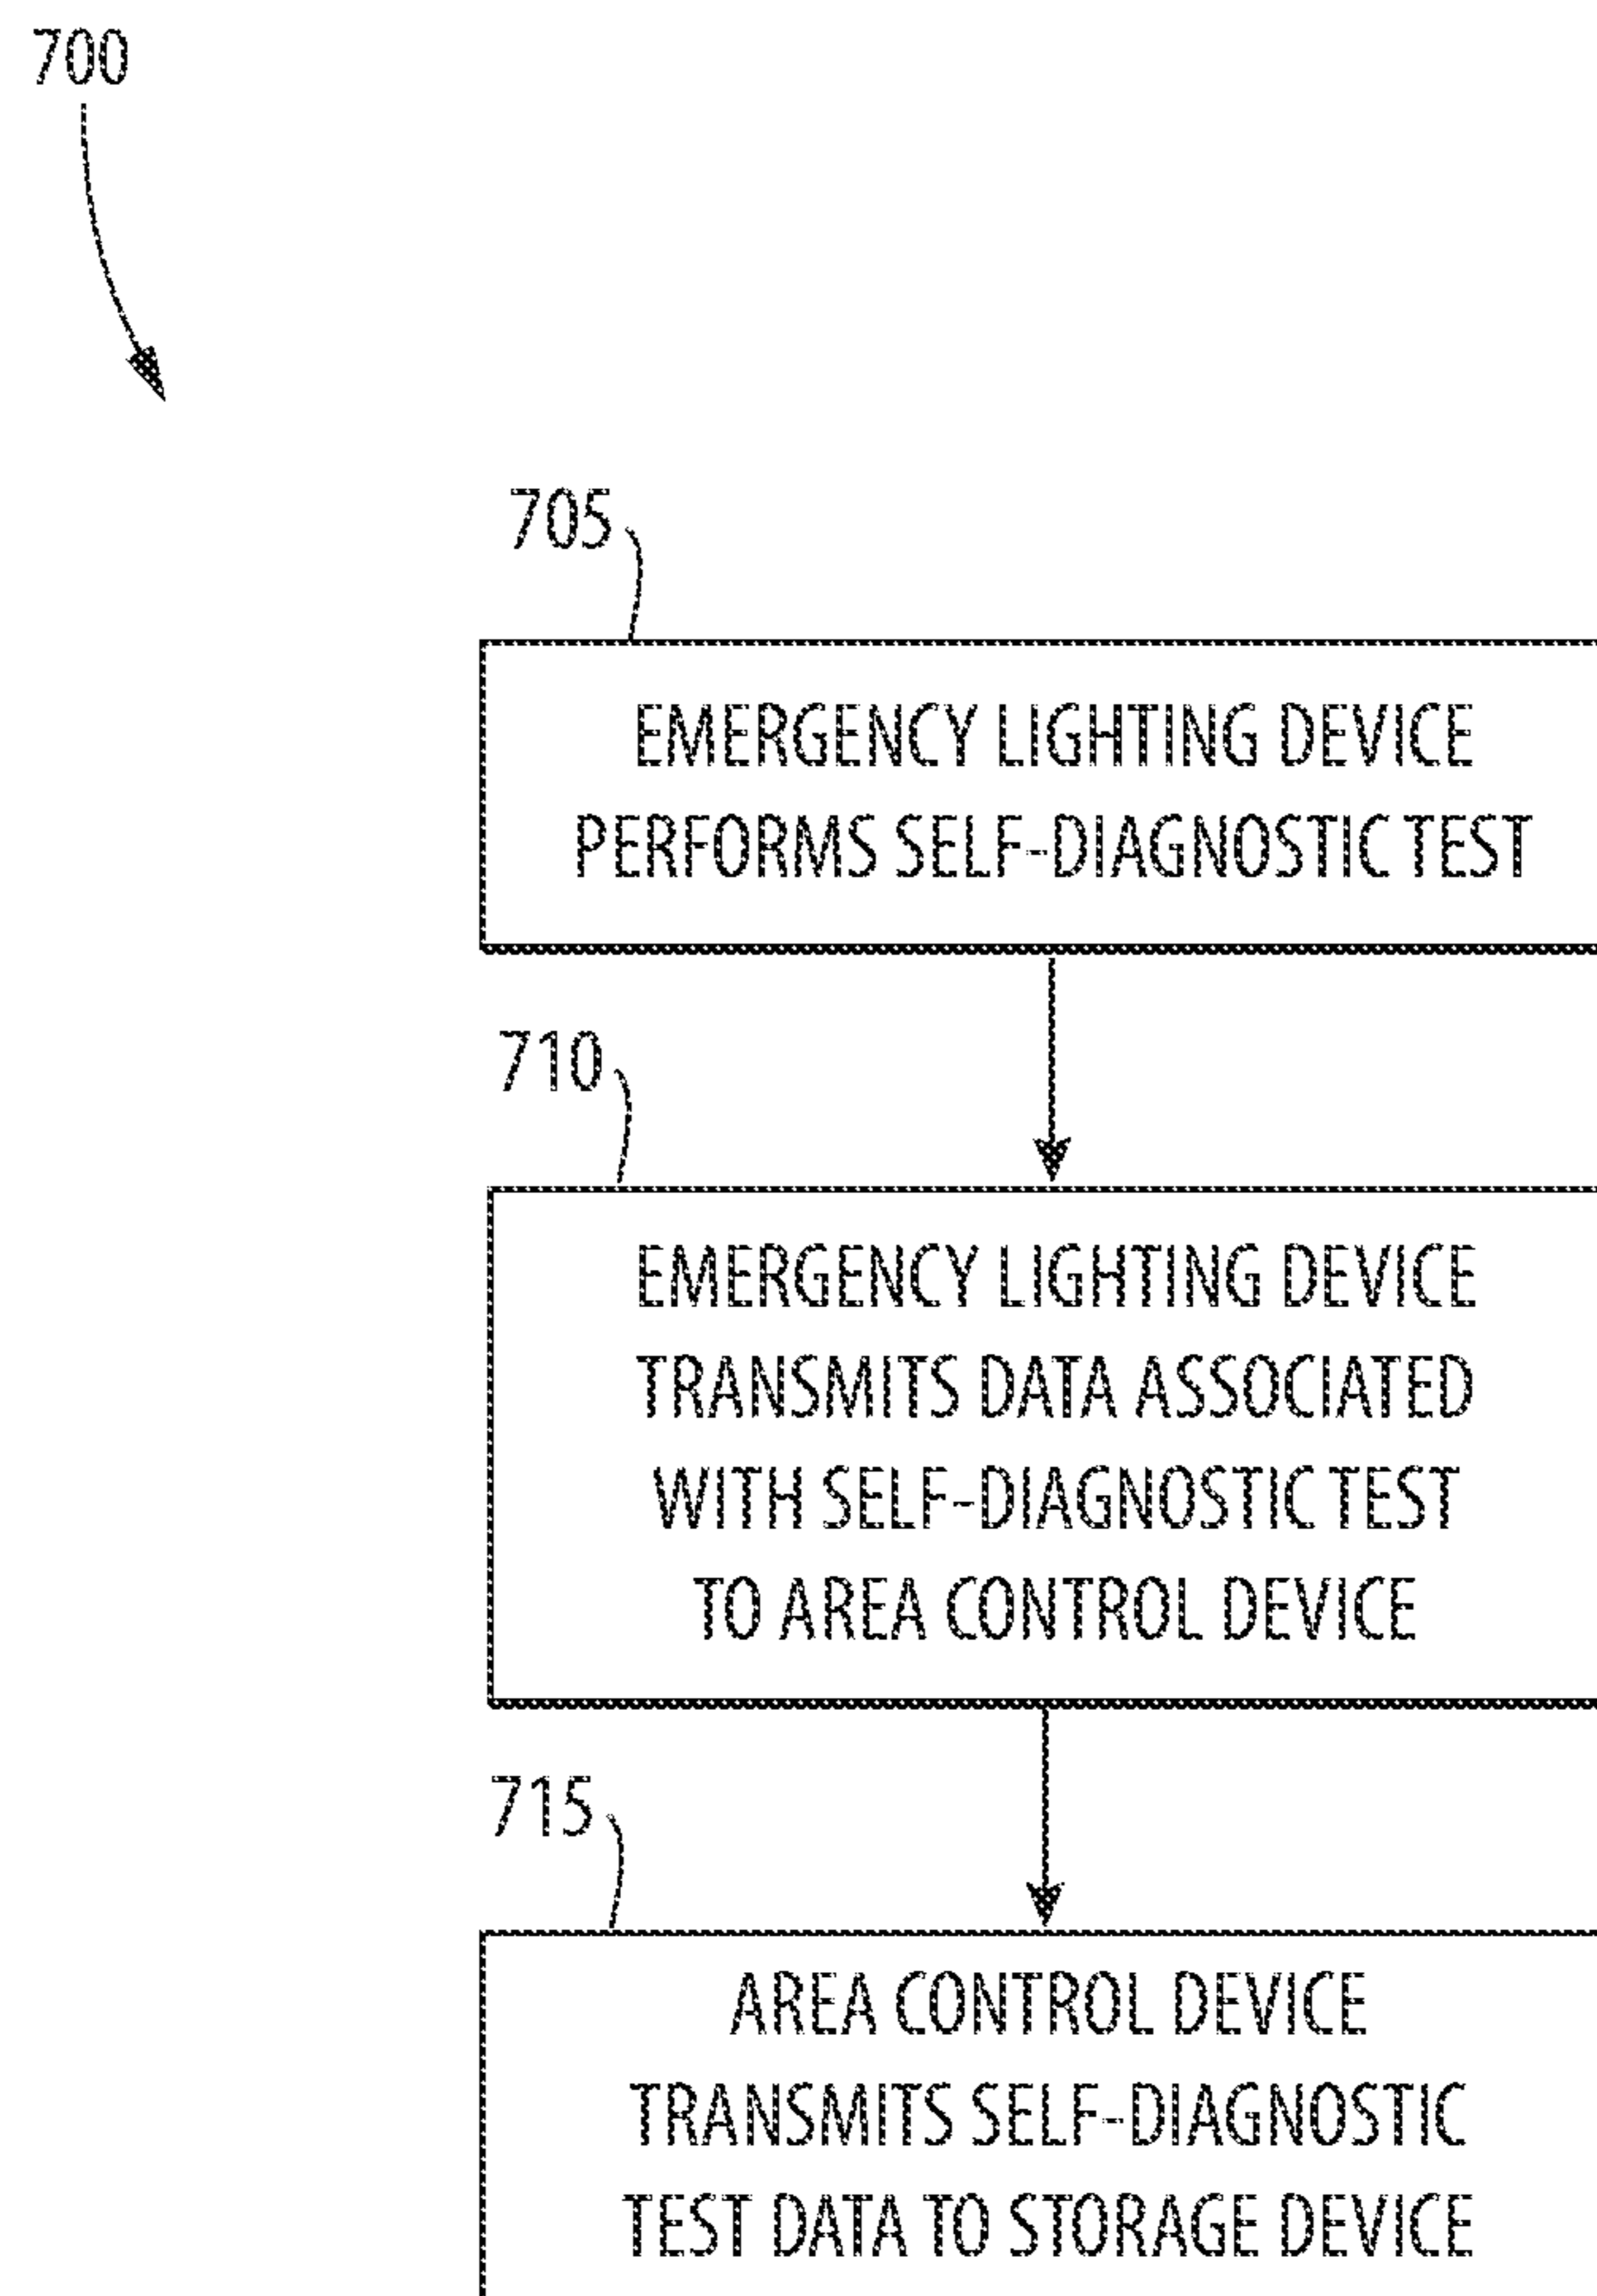 700
705
EMERGENCY LIGHTING DEVICE
PERFORMS SELF-DIAGNOSTIC TEST
710
EMERGENCY LIGHTING DEVICE
TRANSMITS DATA ASSOCIATED
WITH SELF-DIAGNOSTIC TEST
TO AREA CONTROL DEVICE
715
AREA CONTROL DEVICE
TRANSMITS SELF-DIAGNOSTIC
TEST DATA TO STORAGE DEVICE